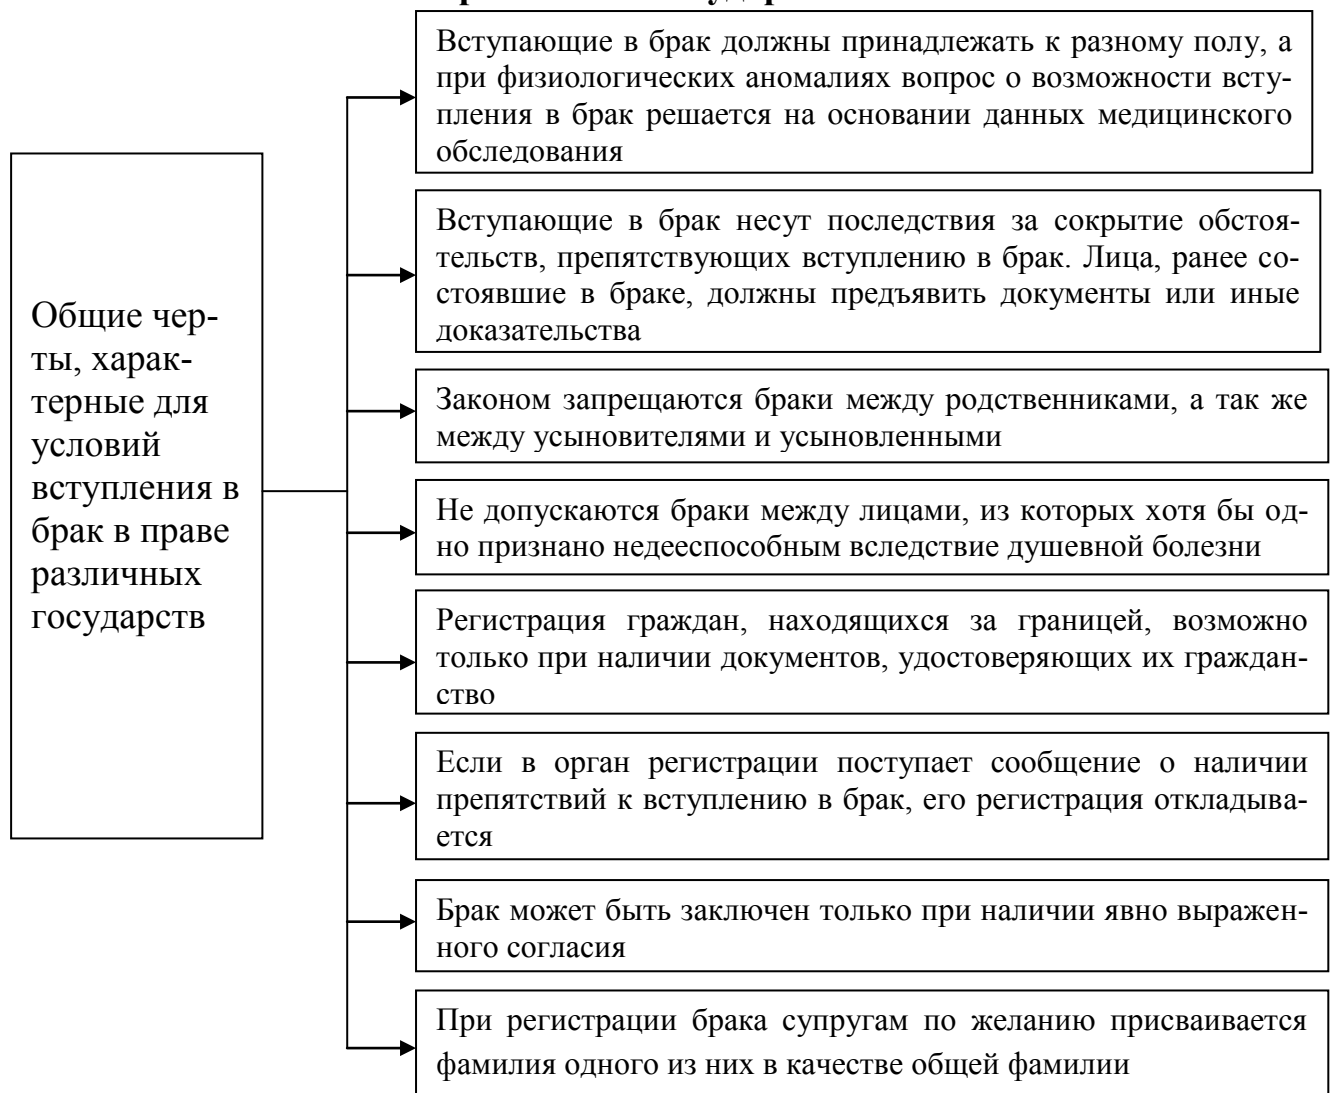 Вступающие в брак должны принадлежать к разному полу, а
при физиологических аномалиях вопрос о возможности всту-
пления в брак решается на основании данных медицинского
обследования
Вступающие в брак несут последствия за сокрытие обстоя-
тельств, препятствующих вступлению в брак. Лица, ранее со-
стоявшие в браке, должны предъявить документы или иные
доказательства
Общие чер-
ты, харак-
терные для
условий
вступления в
брак в праве
различных
государств
Законом запрещаются браки между родственниками, а так же
между усыновителями и усыновленными
Не допускаются браки между лицами, из которых хотя бы од-
но признано недееспособным вследствие душевной болезни
Регистрация граждан, находящихся за границей, возможно
только при наличии документов, удостоверяющих их граждан-
ство
Если в орган регистрации поступает сообщение о наличии
препятствий к вступлению в брак, его регистрация откладыва-
ется
Брак может быть заключен только при наличии явно выражен-
ного согласия
При регистрации брака супругам по желанию присваивается
фамилия одного из них в качестве общей фамилии